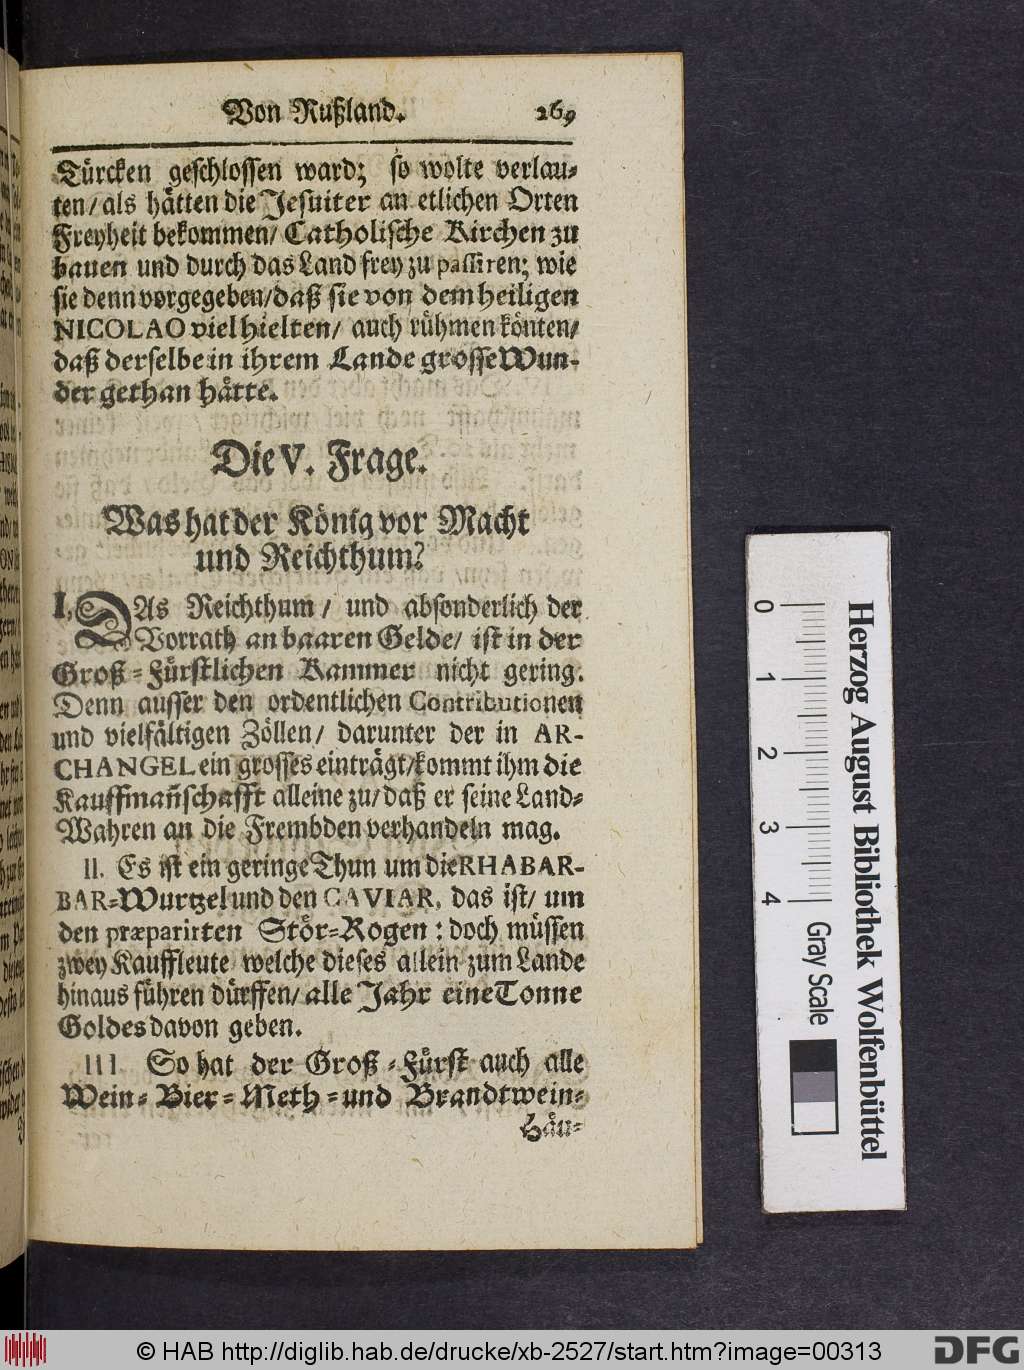 Von Rußland. 269
Türcken geschlossen ward; so wolte verlau-
ten/ als hätten die Jesuiter an etlichen Orten
Freyheit bekommen/ Catholische Kirchen zu
bauen und durch das Land frey zu passiren; wie
sie denn vorgegeben/ daß sie von dem heiligen
NICOLAO viel hielten/ auch rühmen könten/
daß derselbe in ihrem Lande grosse Wun-
der gethan hätte.
Die V. Frage.
Was hat der König vor Macht
und Reichthum?
I. DAs Reichthum/ und absonderlich der
Vorrath an baaren Gelde/ ist in der
Groß-Fürstlichen Kammer nicht gering.
Denn ausser den ordentlichen Contributionen
und vielfältigen Zöllen/ darunter der in AR-
CHANGEL ein grosses einträgt/ kommt ihm die
Kauffmañschafft alleine zu/ daß er seine Land-
Wahren an die Frembden verhandeln mag.
II. Es ist ein geringe Thun um die RHABAR-
BAR-Wurtzel und den CAVIAR, das ist/ um
den præparirten Stör-Rogen: doch müssen
zwey Kauffleute welche dieses allein zum Lande
hinaus führen dürffen/ alle Jahr eine Tonne
Goldes davon geben.
III So hat der Groß-Fürst auch alle
Wein-Bier-Meth-und Brandtwein-
Häu-
0 1 2 3 4
Gray Scale
Herzog August Bibliothek Wolfenbüttel
© HAB http://diglib.hab.de/drucke/xb-2527/start.htm?image=00313
DFG